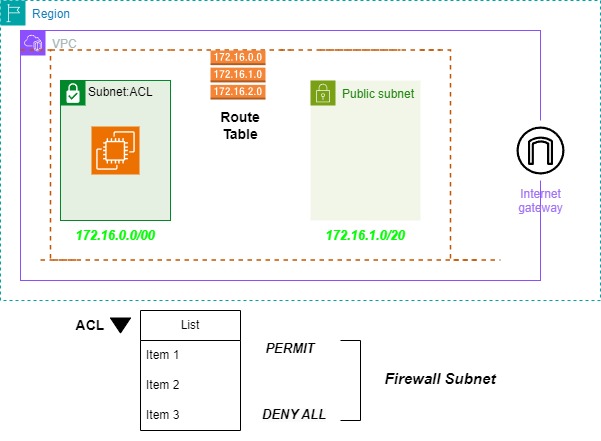 Region
VPC
172.16.0.0
172.16.1.0
172.16.2.0
Route
Table
Subnet:ACL
Public subnet
172.16.0.0/00
172.16.1.0/20
Internet
gateway
ACL
List
Item 1
Item 2
Item 3
PERMIT
DENY ALL
Firewall Subnet